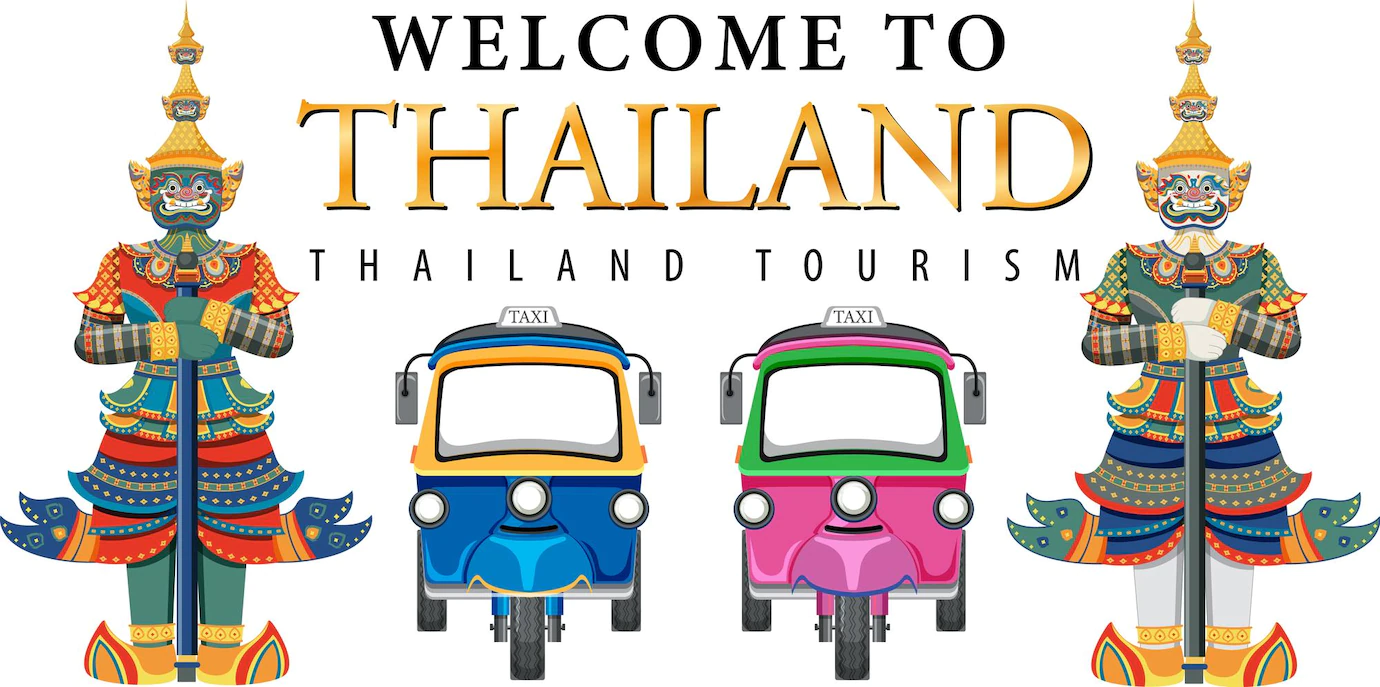 WELCOME TO
THAILAND
THAILAND TOURISM
TAXI
TAXI